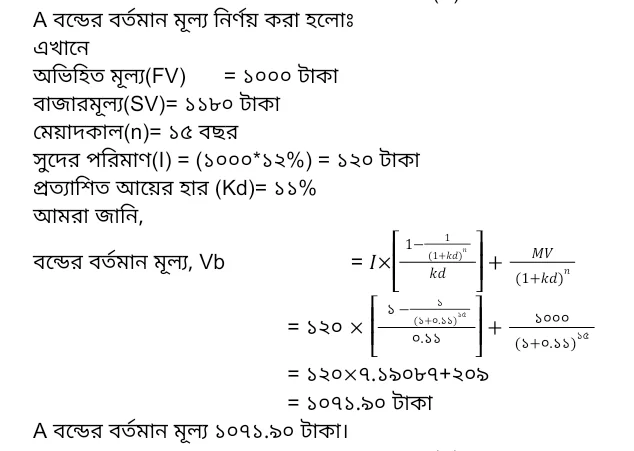 A বন্ডের বর্তমান মূল্য নির্ণয় করা হলোঃ
এখানে
অভিহিত মূল্য(FV) = ১০০০ টাকা
বাজারমূল্য(SV)= ১১৮০ টাকা
মেয়াদকাল(n)= ১৫ বছর
সুদের পরিমাণ(I) = (১০০০*১২%) = ১২০ টাকা
প্রত্যাশিত আয়ের হার (Kd)= ১১%
আমরা জানি,
বন্ডের বর্তমান মূল্য, Vb = I×[(1−1/(1+kd)^n)/kd]+MV/(1+kd)^n
= ১২০ × [(১−১/(১+০.১১)^১৫)/০.১১]+১০০০/(১+০.১১)^১৫
= ১২০×৭.১৯০৮৭+২০৯
= ১০৭১.৯০ টাকা
A বন্ডের বর্তমান মূল্য ১০৭১.৯০ টাকা।